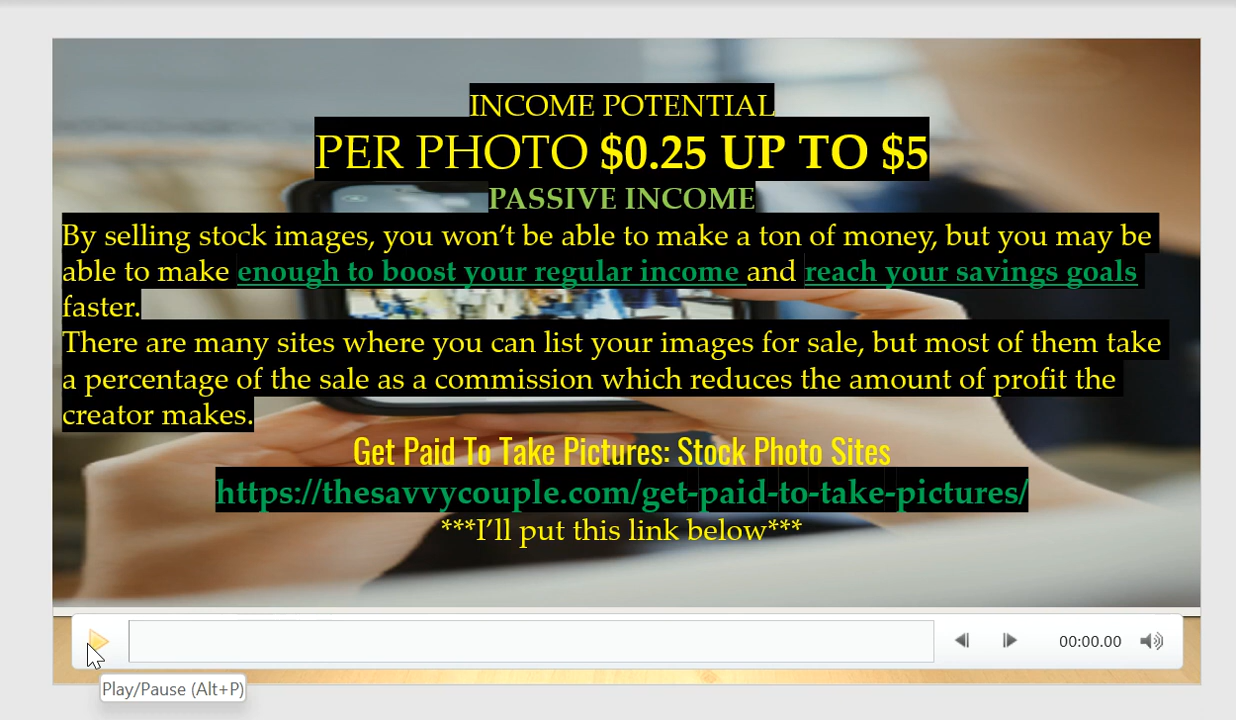 INCOME POTENTIAL
PER PHOTO $0.25 UP TO $5
PASSIVE INCOME
By selling stock images, you won’t be able to make a ton of money, but you may be
able to make enough to boost your regular income and reach your savings goals
faster.
There are many sites where you can list your images for sale, but most of them take
a percentage of the sale as a commission which reduces the amount of profit the
creator makes.
Get Paid To Take Pictures: Stock Photo Sites
https://thesavvycouple.com/get-paid-to-take-pictures/
***I’ll put this link below***
00:00.00
Play/Pause (Alt+P)